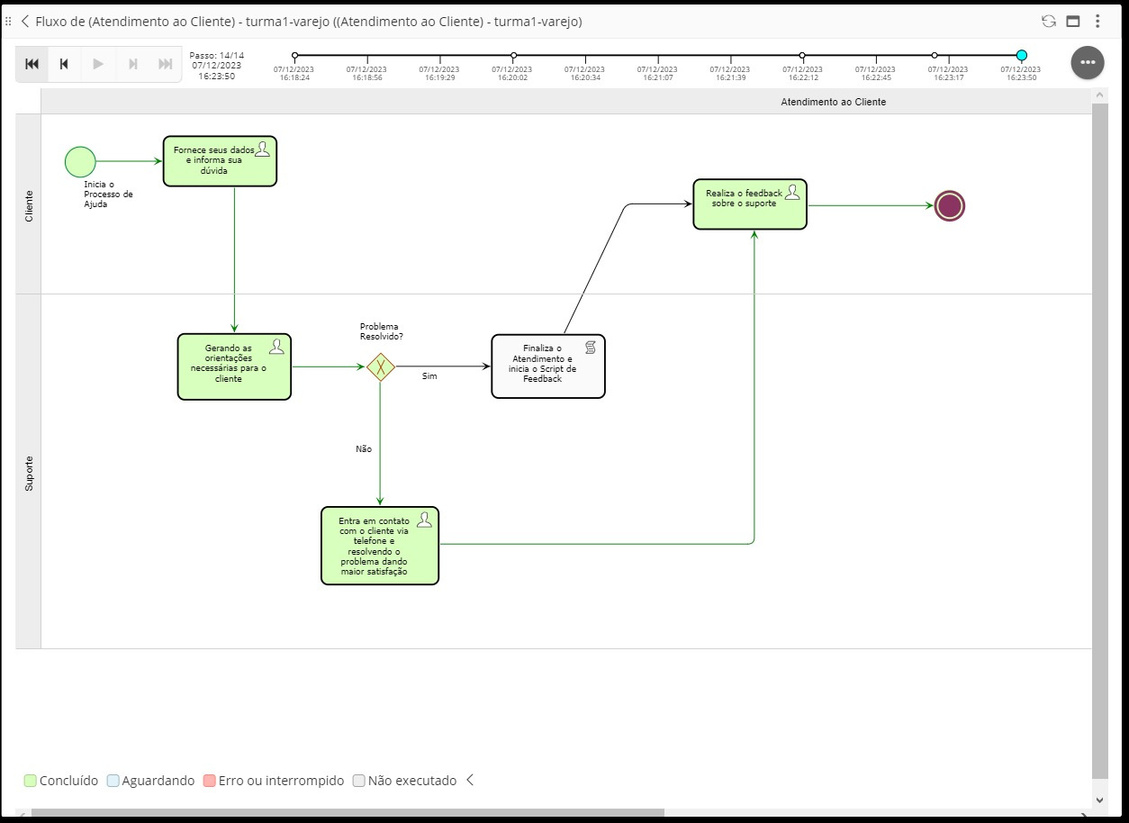 Fluxo de (Atendimento ao Cliente) - turma1-varejo ((Atendimento ao Cliente) - turma1-varejo)
Passo: 14/14
07/12/2023
16:23:50
07/12/2023
16:18:24
07/12/2023
16:18:56
07/12/2023
16:19:29
07/12/2023
16:20:02
07/12/2023
16:20:34
07/12/2023
16:21:07
07/12/2023
16:21:39
07/12/2023
16:22:12
07/12/2023
16:22:45
07/12/2023
16:23:17
07/12/2023
16:23:50
Atendimento ao Cliente
Cliente
Inicia o
Processo de
Ajuda
Fornece seus dados
e informa sua
dúvida
Realiza o feedback
sobre o suporte
Suporte
Gerando as
orientações
necessárias para o
cliente
Problema
Resolvido?
Sim
Finaliza o
Atendimento e
inicia o Script de
Feedback
Não
Entra em contato
com o cliente via
telefone e
resolvendo o
problema dando
maior satisfação
Concluído
Aguardando
Erro ou interrompido
Não executado